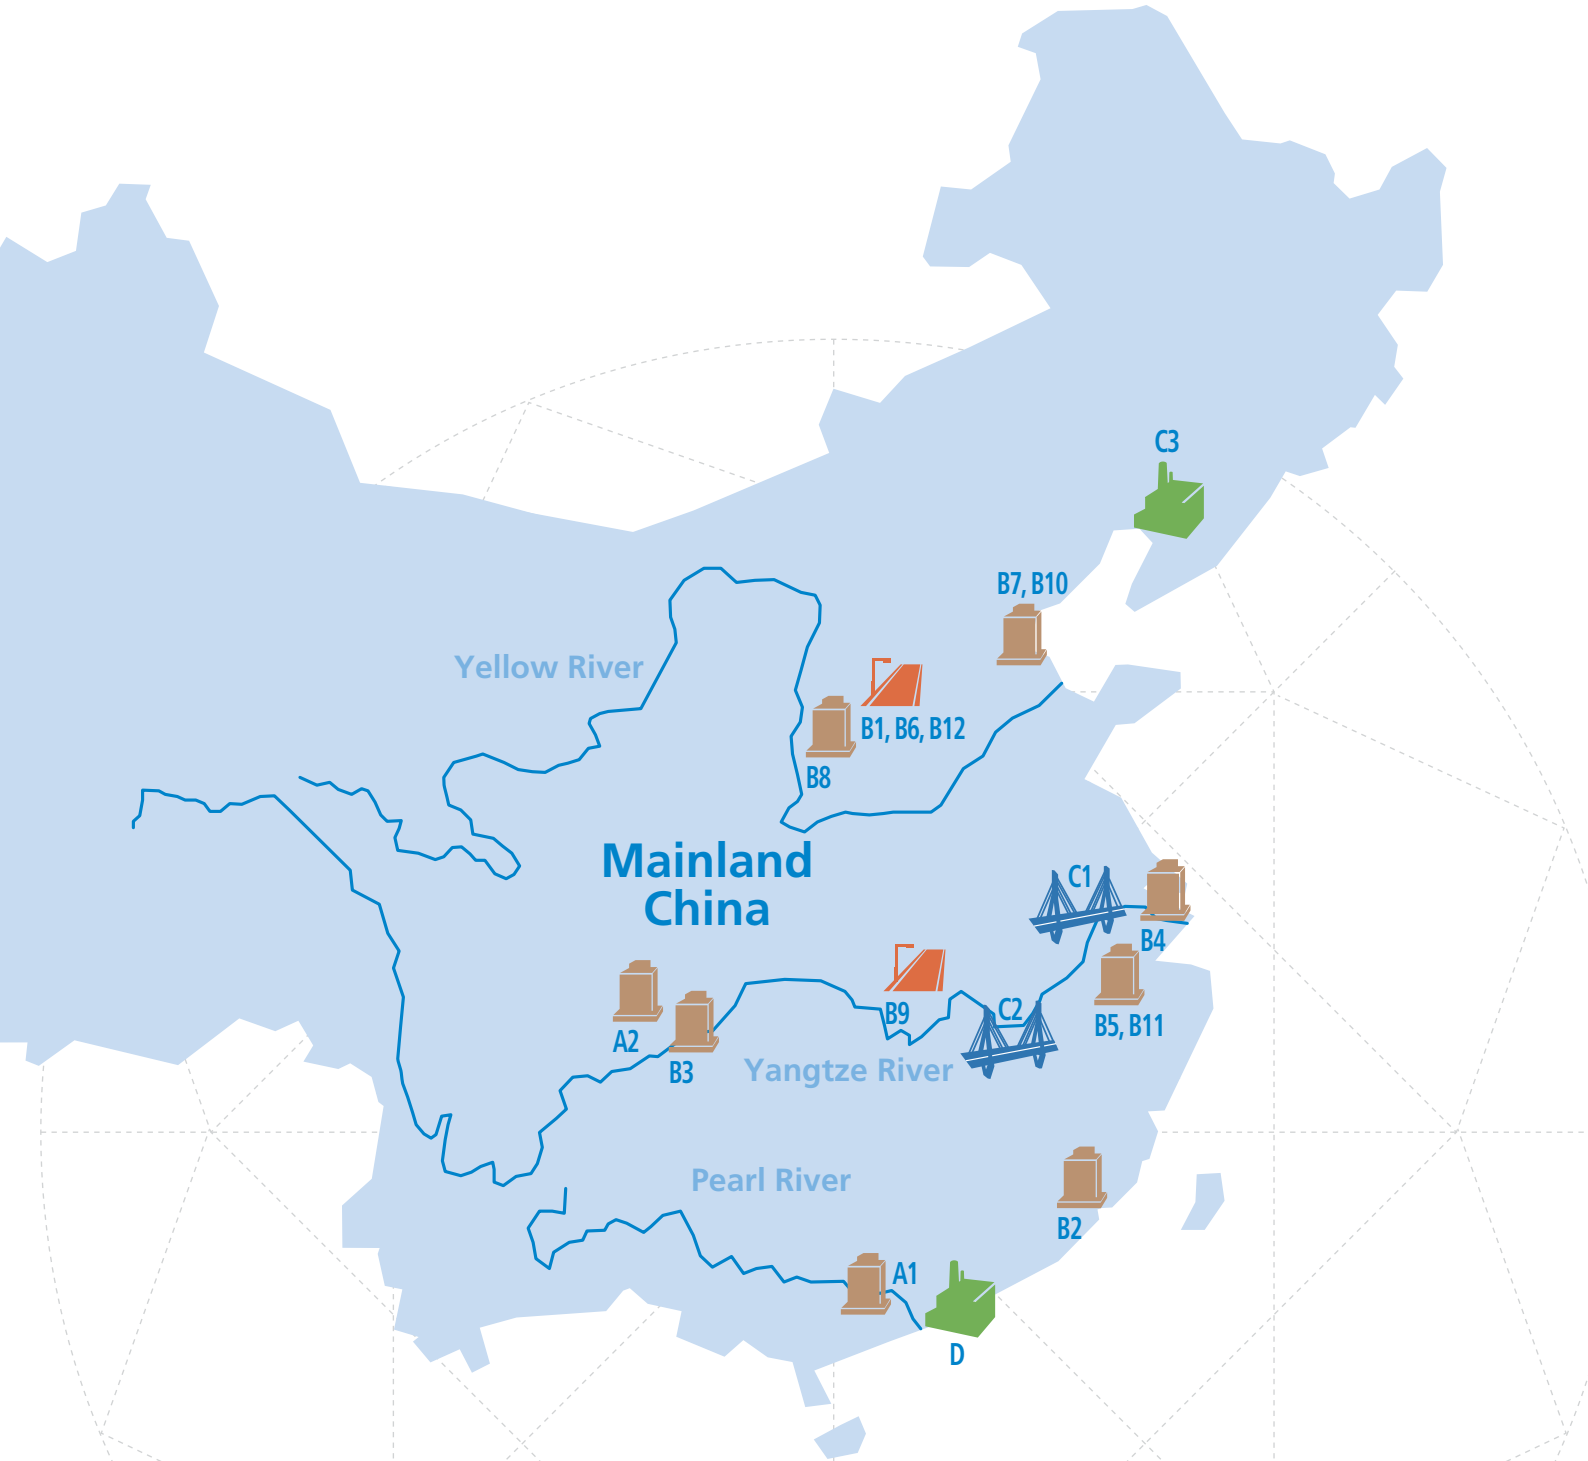 C3
B7, B10
Yellow River
B1, B6, B12
B8
Mainland
China
C1
B4
B9
C2
B5, B11
A2
B3
Yangtze River
Pearl River
B2
A1
D